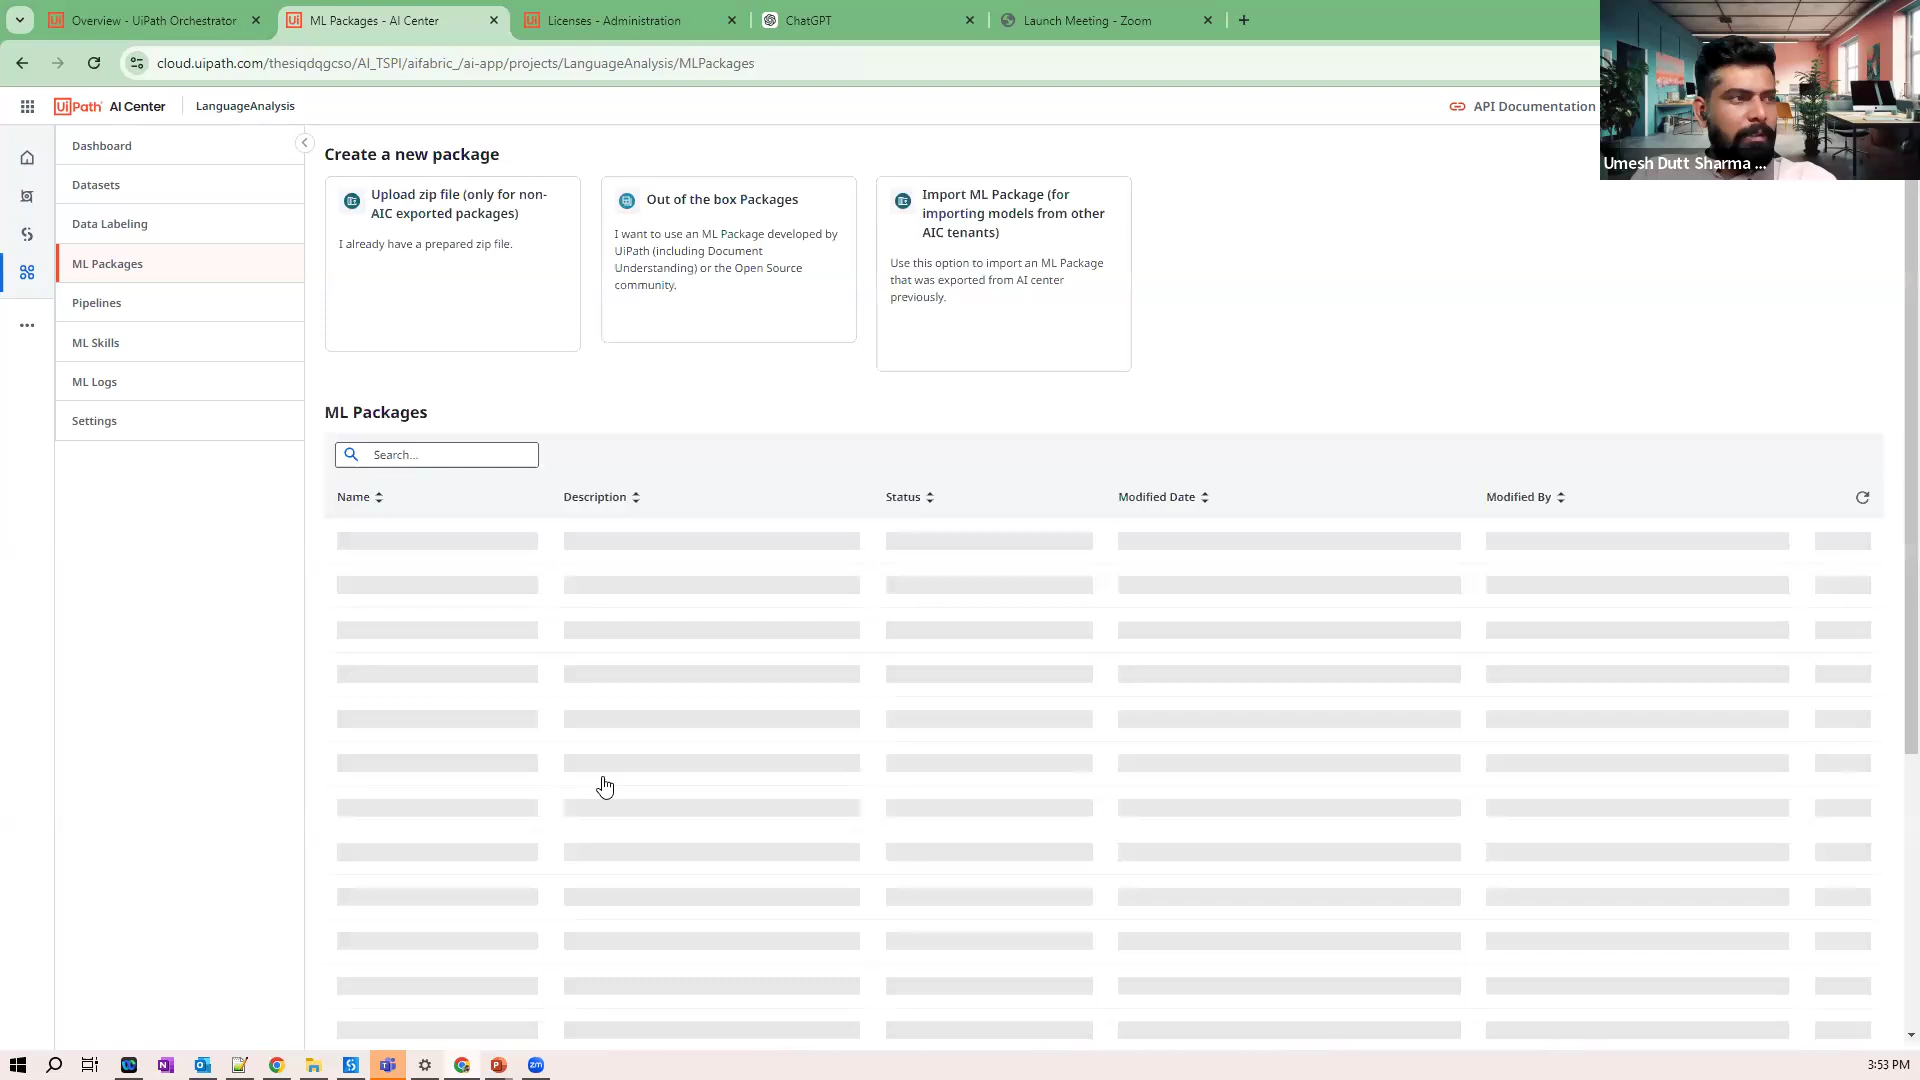 Overview - UiPath Orchestrator
ML Packages - AI Center
Licenses - Administration
ChatGPT
Launch Meeting - Zoom
cloud.uipath.com/thesiqdqgcso/AI_TSPI/aifabric_/ai-app/projects/LanguageAnalysis/MLPackages
UiPath AI Center
LanguageAnalysis
API Documentation
Umesh Dutt Sharma ...
Dashboard
Datasets
Data Labeling
ML Packages
Pipelines
ML Skills
ML Logs
Settings
Create a new package
Upload zip file (only for non-
AIC exported packages)
I already have a prepared zip file.
Out of the box Packages
I want to use an ML Package developed by
UiPath (including Document
Understanding) or the Open Source
community.
Import ML Package (for
importing models from other
AIC tenants)
Use this option to import an ML Package
that was exported from AI center
previously.
ML Packages
Search...
Name
Description
Status
Modified Date
Modified By
3:53 PM